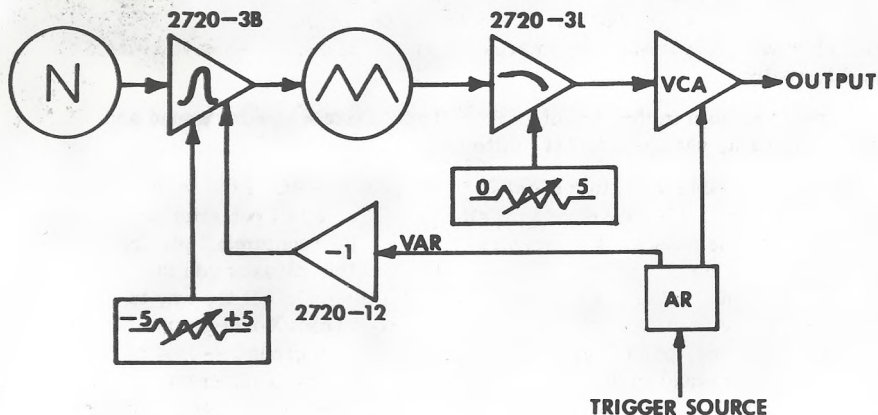 2720-3B
2720-3L
N
VCA
OUTPUT
0 5
-1
VAR
2720-12
AR
-5 +5
TRIGGER SOURCE